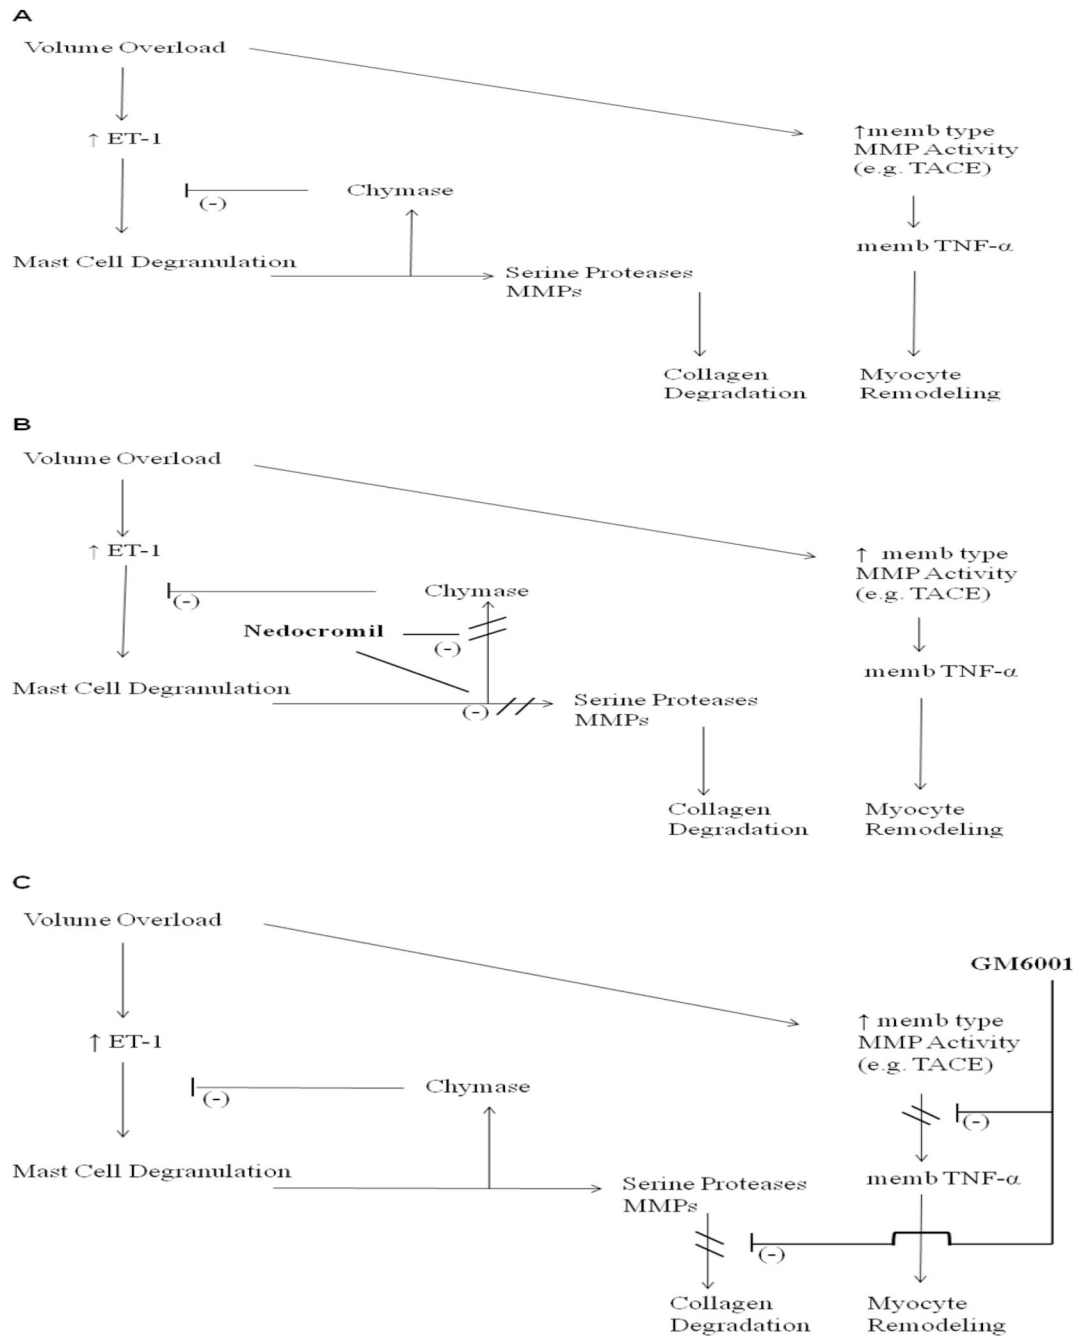 A
Volume Overload
↑ ET-1
↑memb type
MMP Activity
(e.g. TACE)
Chymase
(-)
memb TNF-α
Mast Cell Degranulation
Serine Proteases
MMPs
Collagen
Degradation
Myocyte
Remodeling
B
Volume Overload
↑ ET-1
↑ memb type
MMP Activity
(e.g. TACE)
Chymase
(-)
Nedocromil
(-)
memb TNF-α
Mast Cell Degranulation
(-)
Serine Proteases
MMPs
Collagen
Degradation
Myocyte
Remodeling
C
Volume Overload
GM6001
↑ ET-1
↑ memb type
MMP Activity
(e.g. TACE)
Chymase
(-)
(-)
Mast Cell Degranulation
memb TNF-α
Serine Proteases
MMPs
(-)
Collagen
Degradation
Myocyte
Remodeling